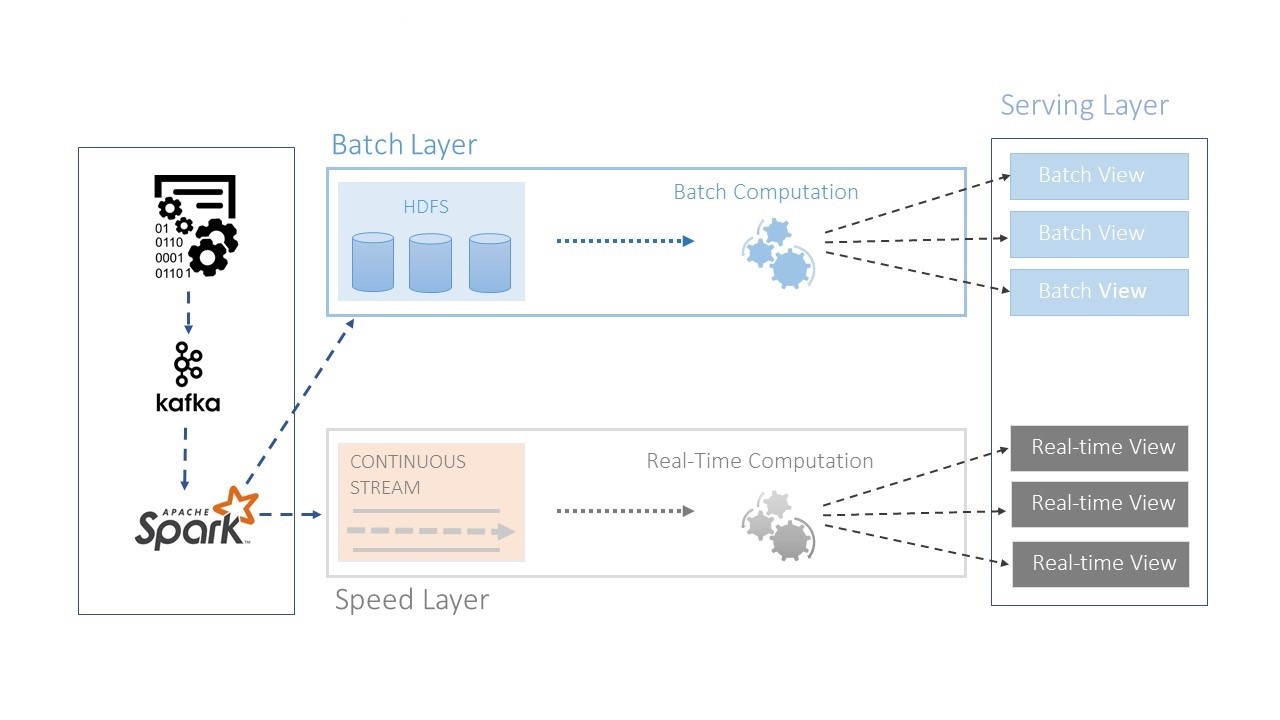 01
0110
0001
01101
kafka
APACHE
Spark™
Batch Layer
HDFS
Batch Computation
CONTINUOUS
STREAM
Real-Time Computation
Speed Layer
Serving Layer
Batch View
Batch View
Batch View
Real-time View
Real-time View
Real-time View